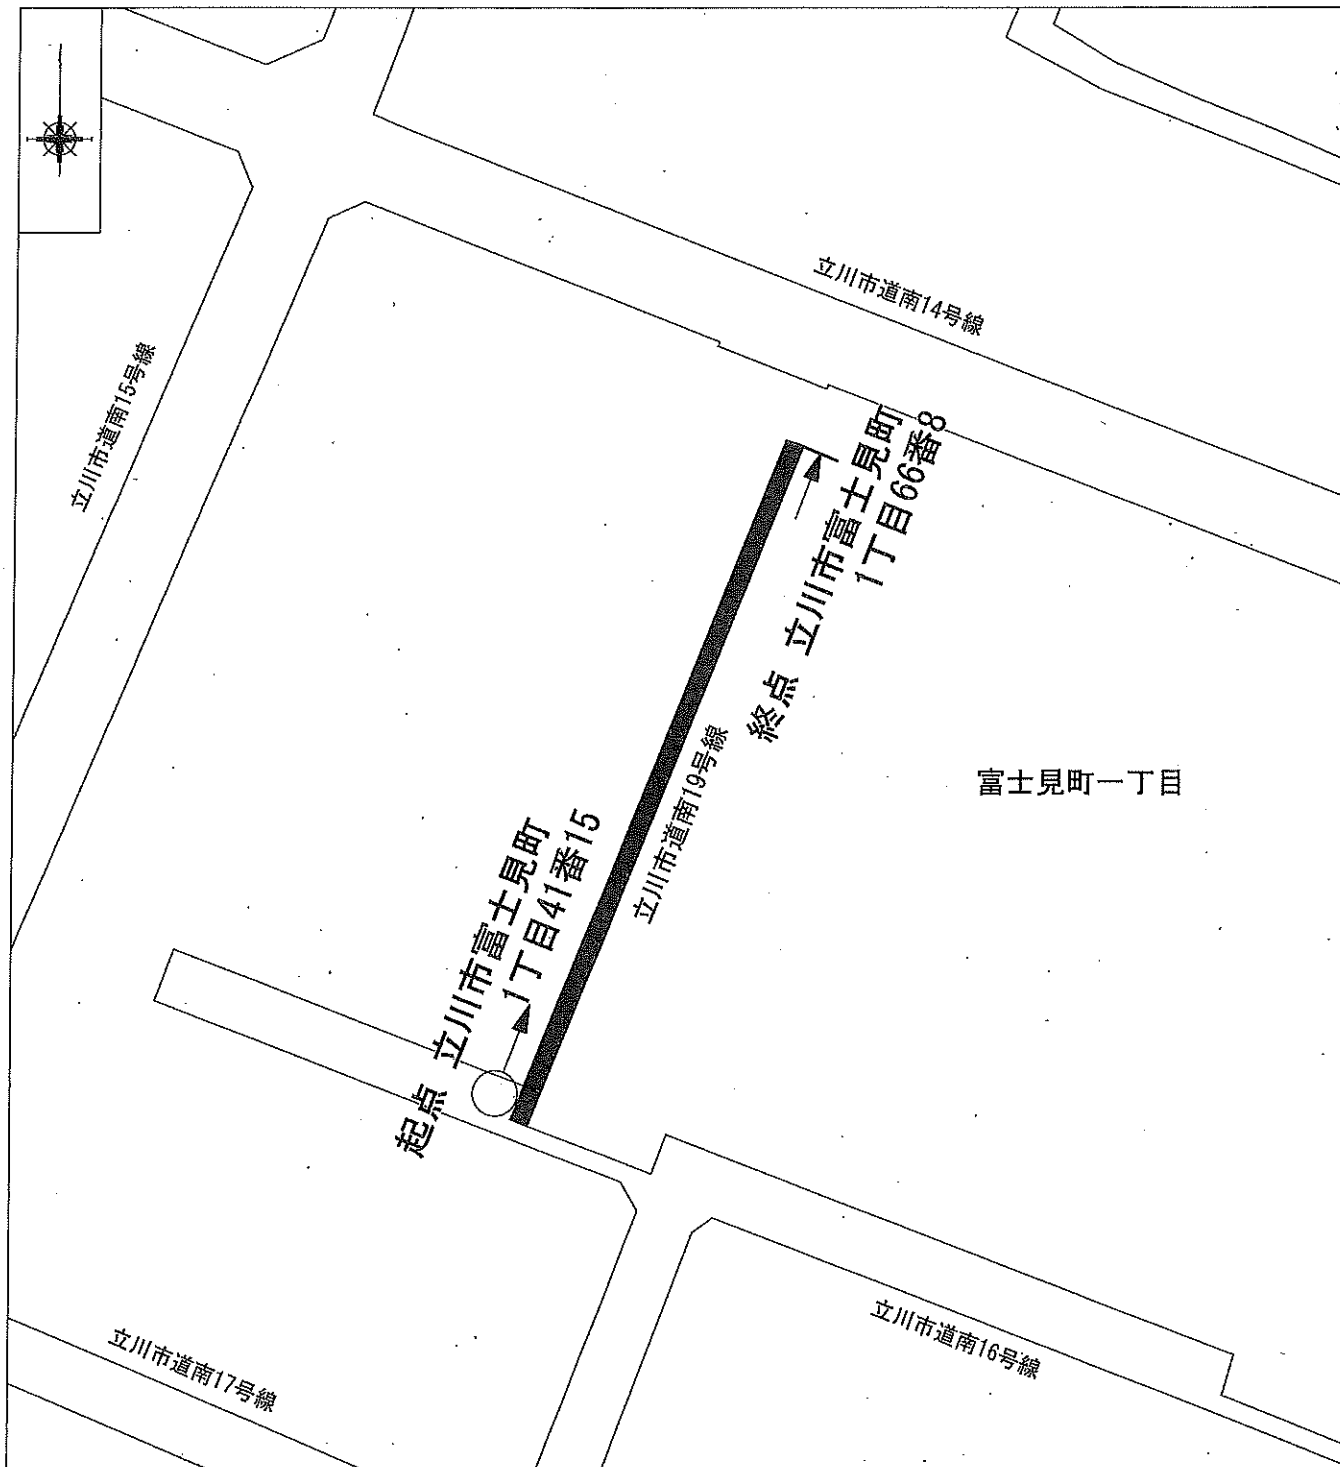 立川市道南14号線
立川市道南15号線
終点 立川市富士見町
1丁目66番8
立川市道南19号線
富士見町一丁目
起点 立川市富士見町
1丁目41番15
立川市道南16号線
立川市道南17号線